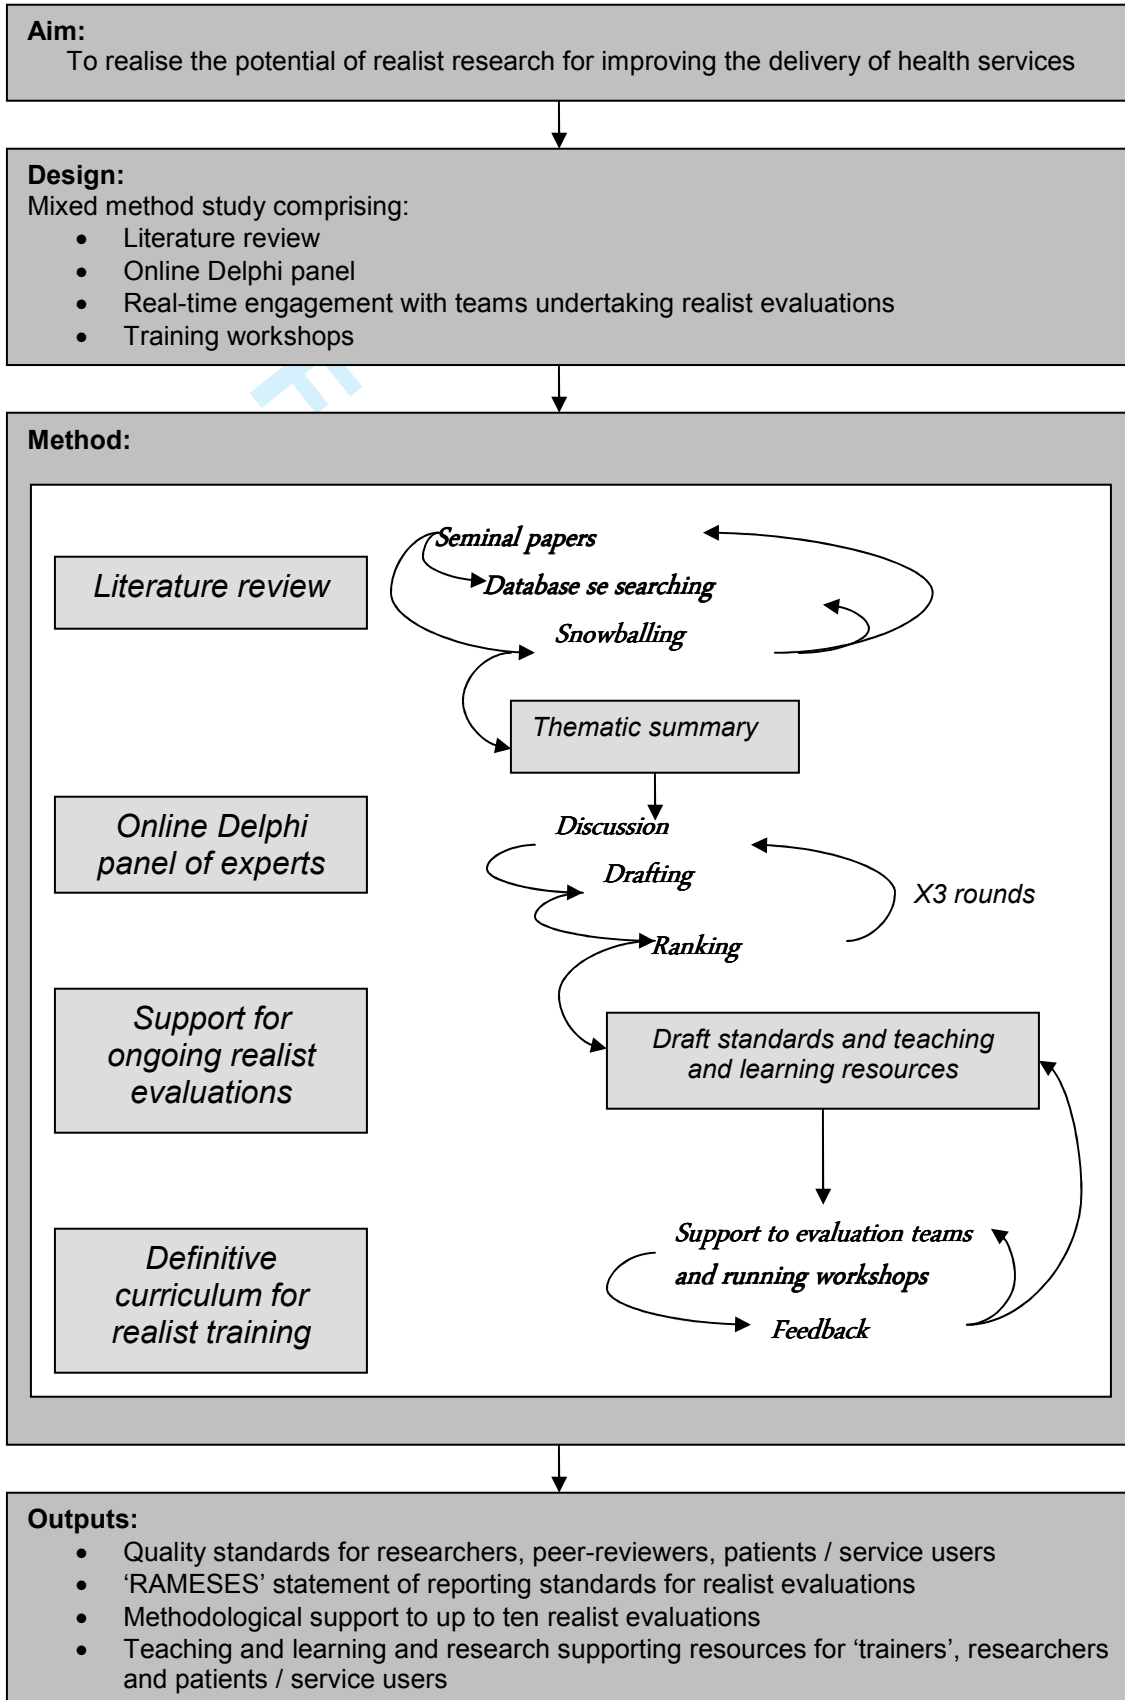 Aim:
To realise the potential of realist research for improving the delivery of health services
Design:
Mixed method study comprising:
• Literature review
• Online Delphi panel
• Real-time engagement with teams undertaking realist evaluations
• Training workshops
Method:
Literature review
Seminal papers
Database se searching
Snowballing
Thematic summary
Online Delphi
panel of experts
Discussion
Drafting
Ranking
X3 rounds
Support for
ongoing realist
evaluations
Draft standards and teaching
and learning resources
Definitive
curriculum for
realist training
Support to evaluation teams
and running workshops
Feedback
Outputs:
• Quality standards for researchers, peer-reviewers, patients / service users
• ‘RAMESES’ statement of reporting standards for realist evaluations
• Methodological support to up to ten realist evaluations
• Teaching and learning and research supporting resources for ‘trainers’, researchers
and patients / service users